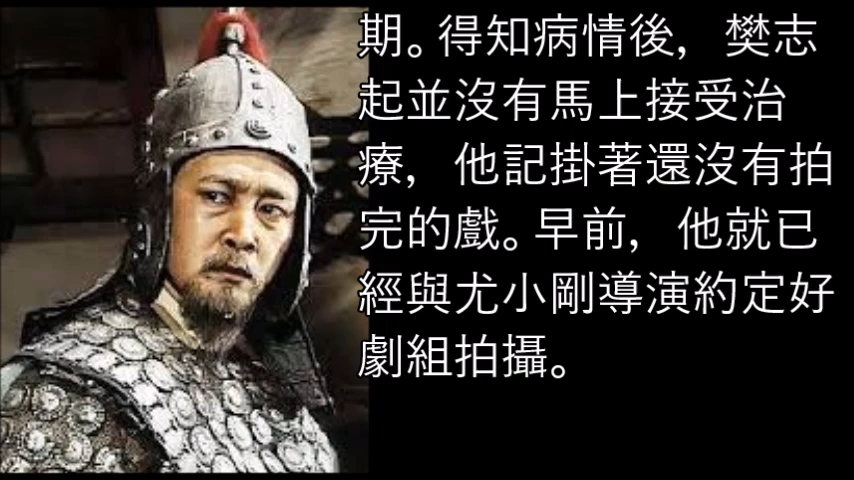 期。得知病情後，樊志
起並沒有馬上接受治
療，他記掛著還沒有拍
完的戲。早前，他就已
經與尤小剛導演約定好
劇組拍攝。